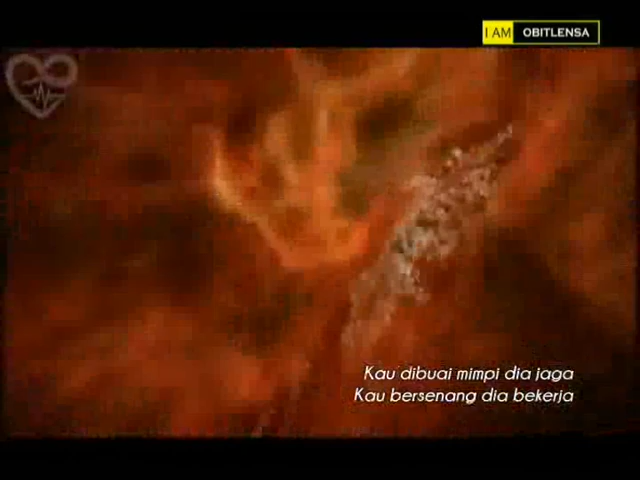 I AM OBITLENSA
Kau dibuai mimpi dia jaga
Kau bersenang dia bekerja